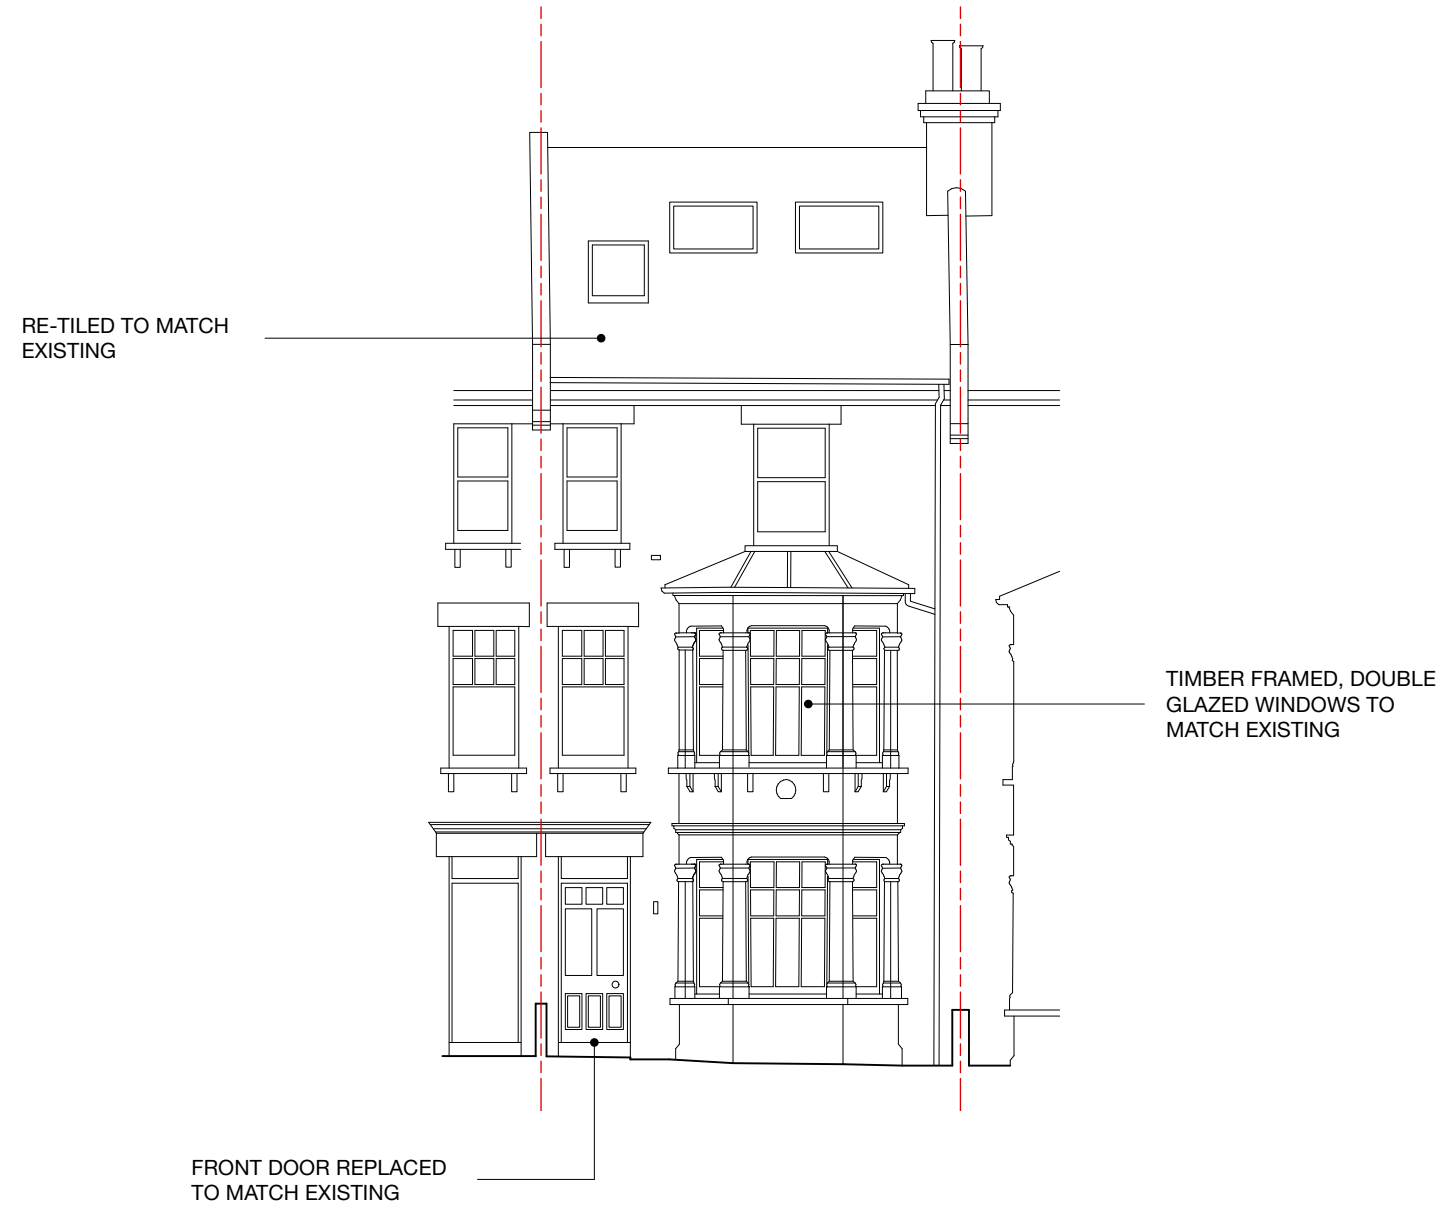 RE-TILED TO MATCH
EXISTING
TIMBER FRAMED, DOUBLE
GLAZED WINDOWS TO
MATCH EXISTING
FRONT DOOR REPLACED
TO MATCH EXISTING